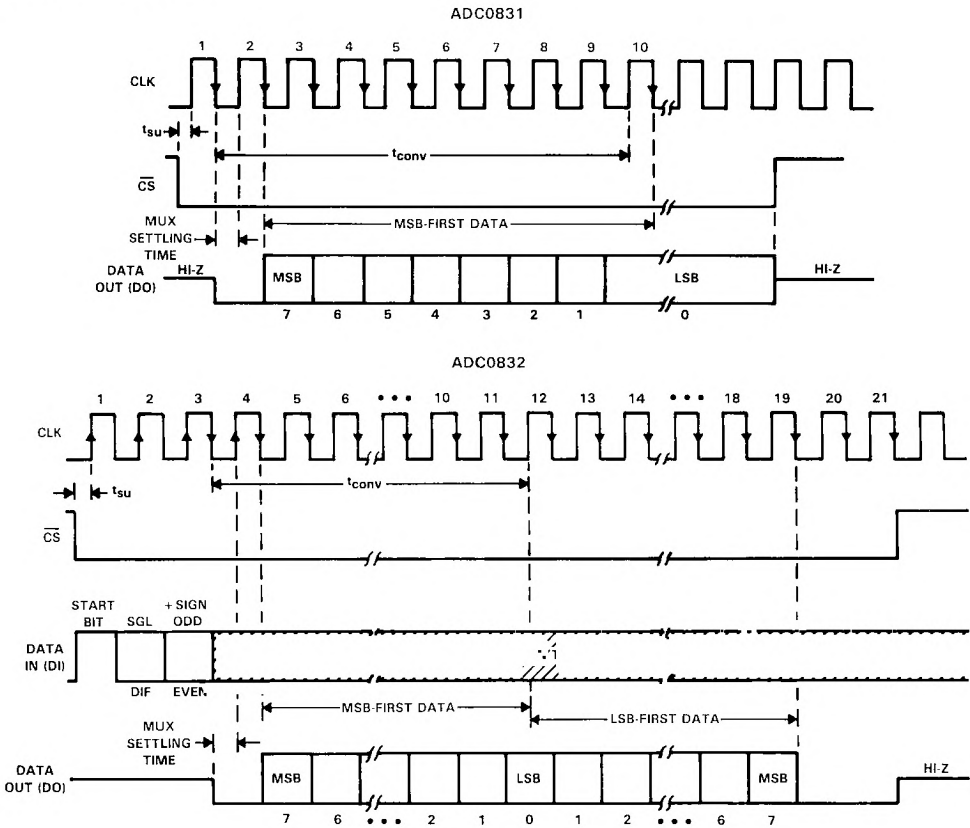 ADC0831
1 2 3 4 5 6 7 8 9 10
CLK
tsu
tconv
CS
MUX
SETTLING
TIME
MSB-FIRST DATA
DATA
OUT (DO)
HI-Z
MSB
LSB
HI-Z
7 6 5 4 3 2 1 0
ADC0832
1 2 3 4 5 6 ••• 10 11 12 13 14 ••• 18 19 20 21
CLK
tsu
tconv
CS
START
BIT
SGL
+ SIGN
ODD
DATA
IN (DI)
DIF
EVEN
MSB-FIRST DATA
LSB-FIRST DATA
MUX
SETTLING
TIME
DATA
OUT (DO)
MSB
LSB
MSB
HI-Z
7 6 ••• 2 1 0 1 2 ••• 6 7